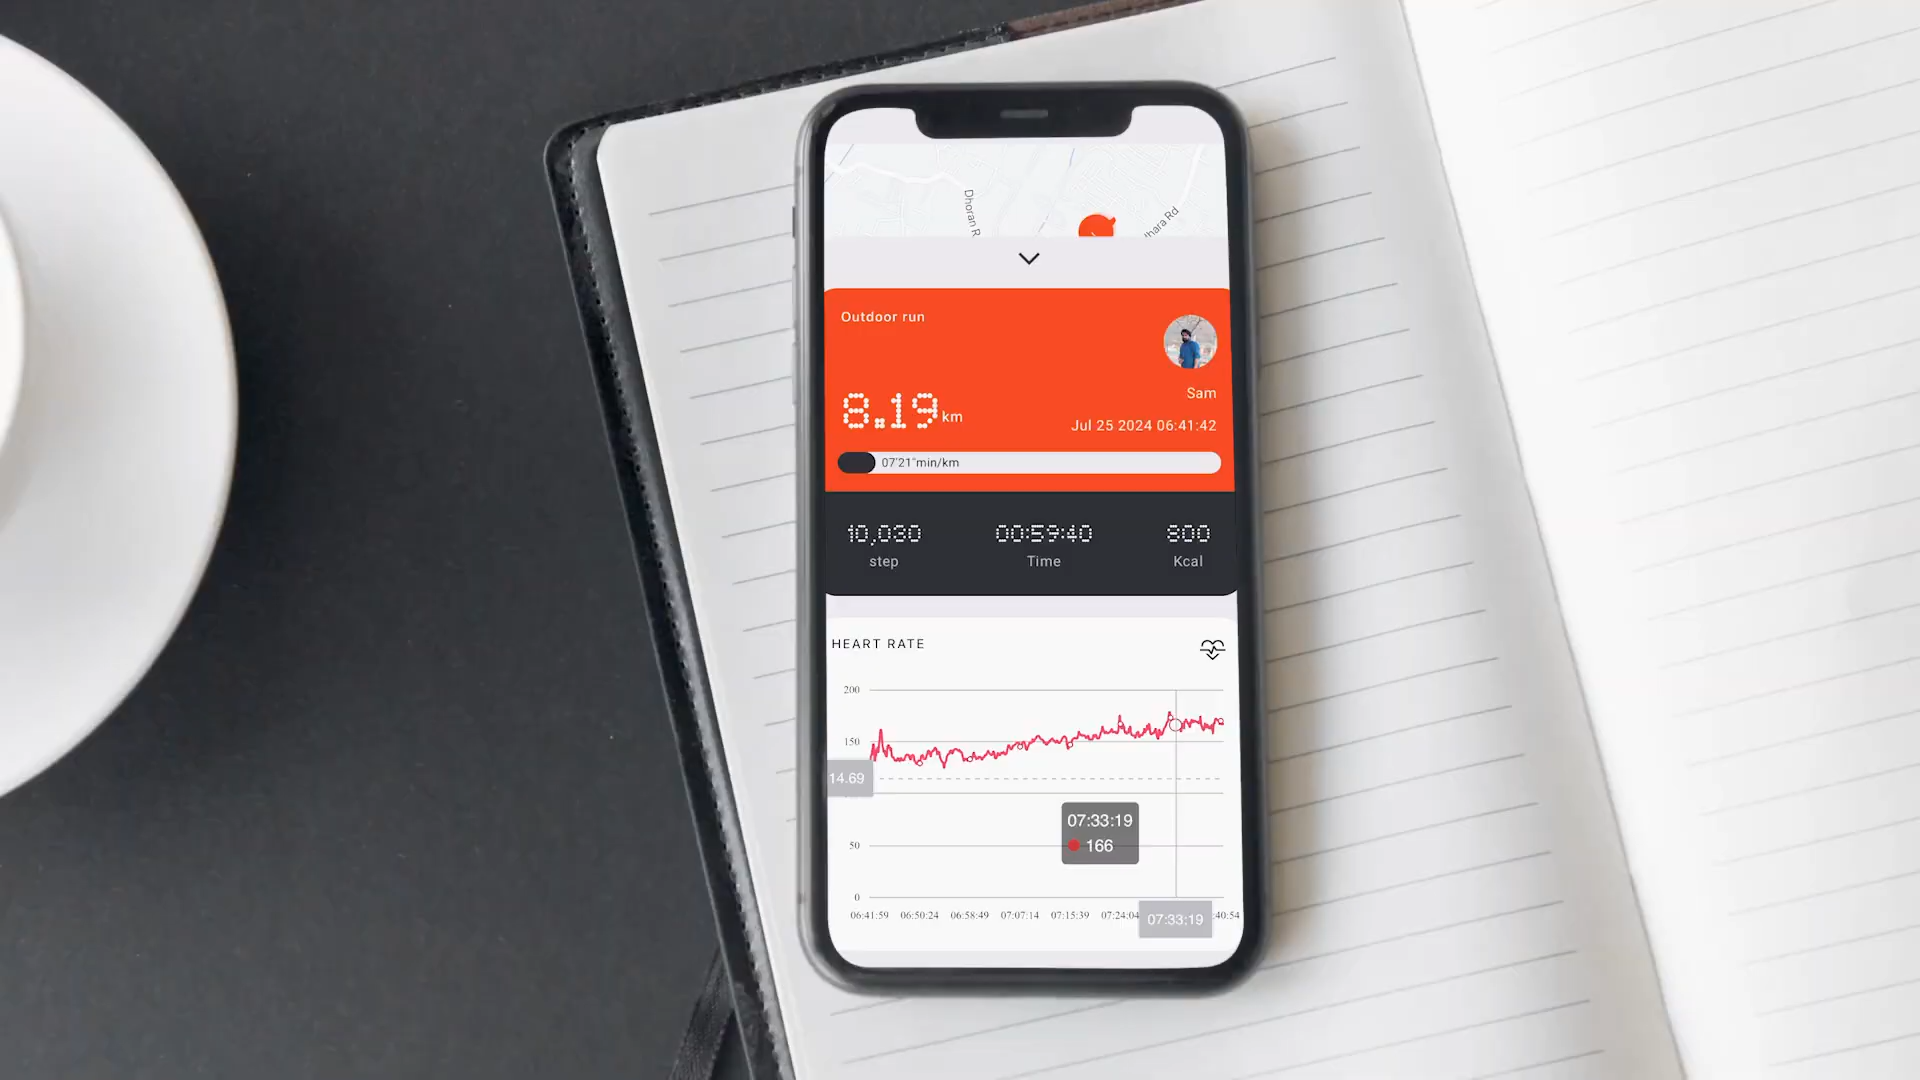 Dhoran R
lhara Rd
Outdoor run
Sam
8.19 km
Jul 25 2024 06:41:42
07'21"min/km
10,030
00:59:40
800
step
Time
Kcal
HEART RATE
200
150
14.69
50
0
07:33:19
166
06:41:59
06:50:24
06:58:49
07:07:14
07:15:39
07:24:04
07:33:19
:40:54